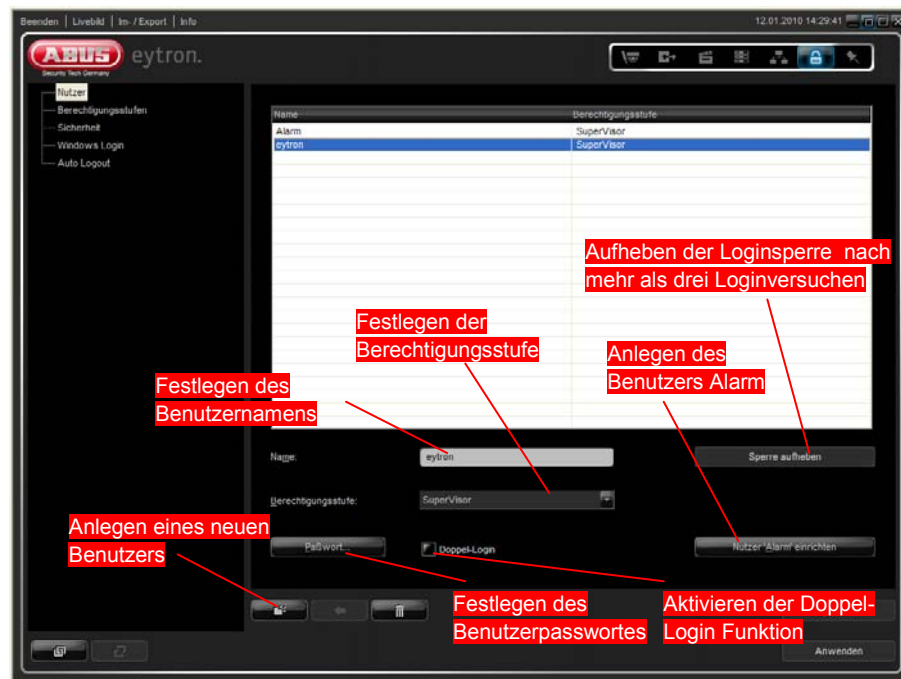 Beenden | Livebild | Im- / Export | Info
12.01.2010 14:29:41
ABUS
Security Tech Germany
eytron.
Nutzer
Berechtigungsstufen
Sicherheit
Windows Login
Auto Logout
Name
Berechtigungsstufe
Alarm
SuperVisor
eytron
SuperVisor
Aufheben der Loginsperre nach
mehr als drei Loginversuchen
Festlegen der
Berechtigungsstufe
Anlegen des
Benutzers Alarm
Festlegen des
Benutzernamens
Name:
eytron
Sperre aufheben
Berechtigungsstufe:
SuperVisor
Anlegen eines neuen
Benutzers
Paßwort...
Doppel-Login
Nutzer 'Alarm' einrichten
Festlegen des
Benutzerpasswortes
Aktivieren der Doppel-
Login Funktion
Anwenden